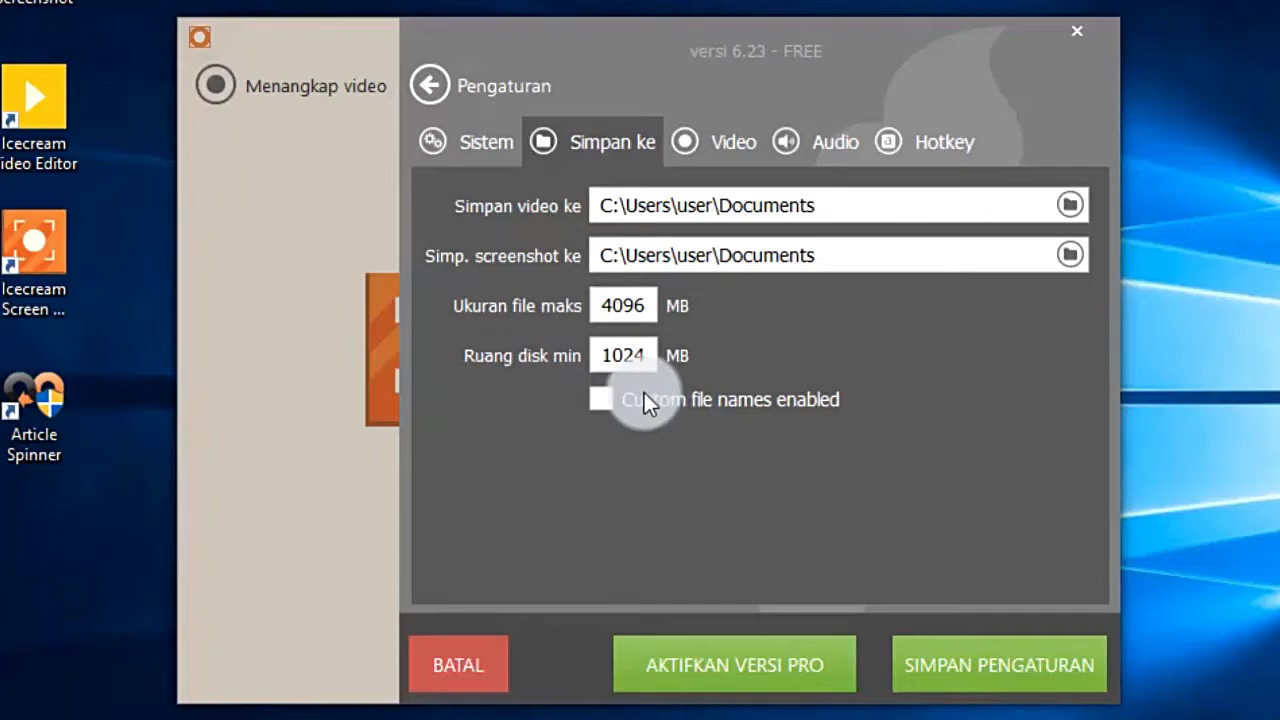 versi 6.23 - FREE
Menangkap video
Pengaturan
Sistem
Simpan ke
Video
Audio
Hotkey
Simpan video ke
C:\Users\user\Documents
Simp. screenshot ke
C:\Users\user\Documents
Ukuran file maks
4096
MB
Ruang disk min
1024
MB
Custom file names enabled
BATAL
AKTIFKAN VERSI PRO
SIMPAN PENGATURAN
Icecream
ideo Editor
Icecream
Screen ...
Article
Spinner